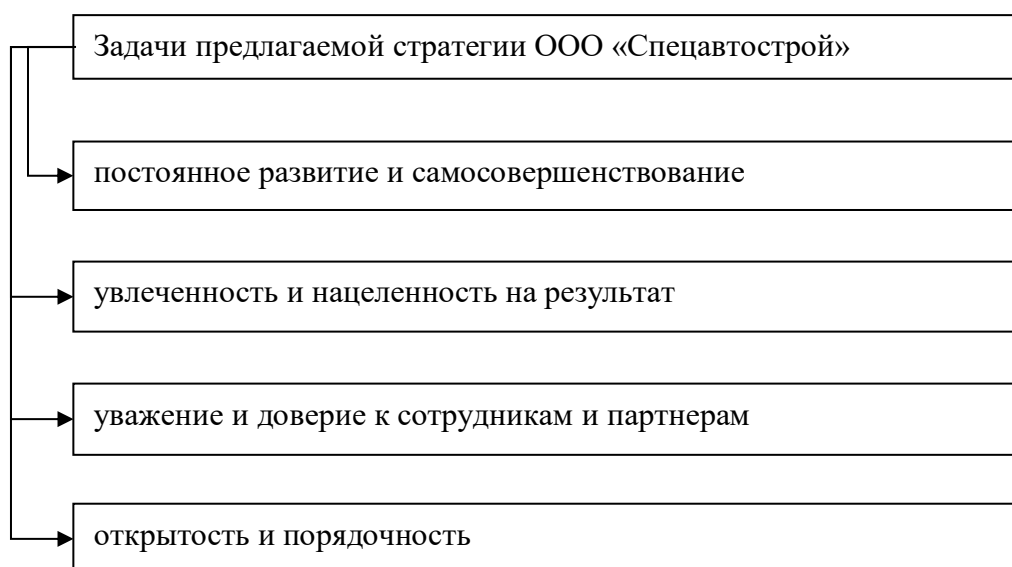 Задачи предлагаемой стратегии ООО «Спецавтострой»
постоянное развитие и самосовершенствование
увлеченность и нацеленность на результат
уважение и доверие к сотрудникам и партнерам
открытость и порядочность